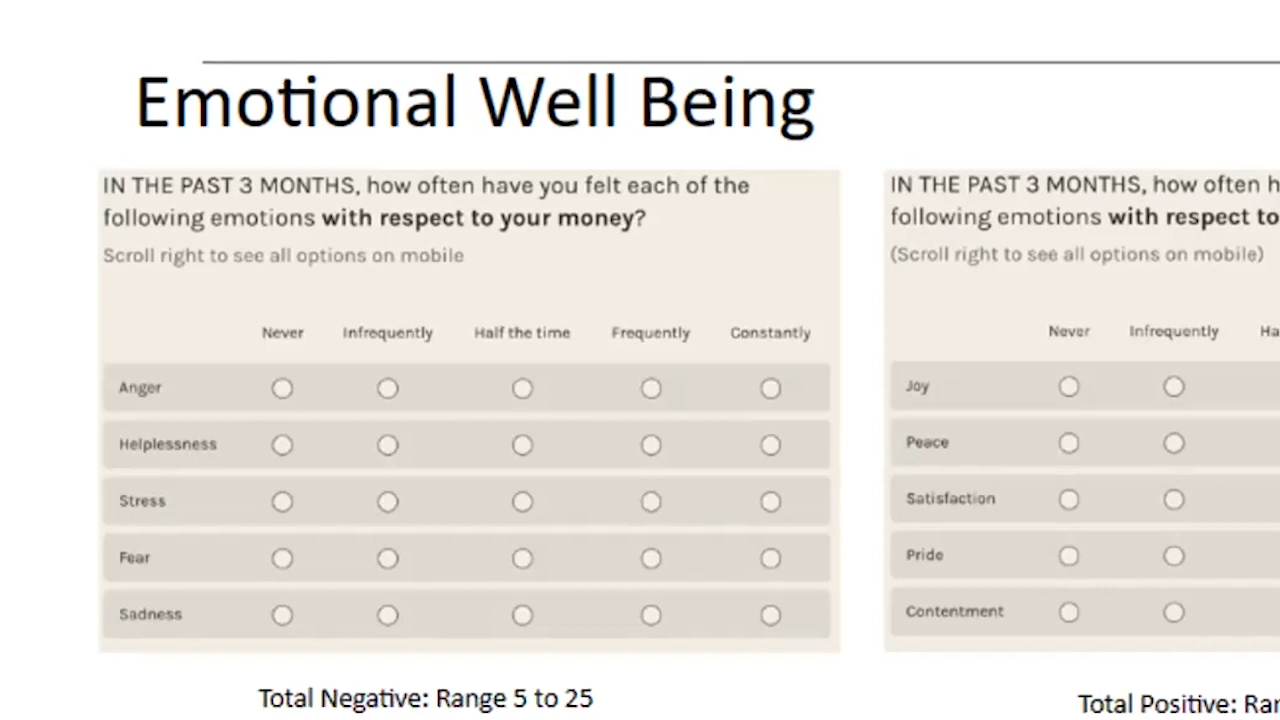 Emotional Well Being
IN THE PAST 3 MONTHS, how often have you felt each of the
following emotions with respect to your money?
Scroll right to see all options on mobile
Never Infrequently Half the time Frequently Constantly
Anger
Helplessness
Stress
Fear
Sadness
Total Negative: Range 5 to 25
IN THE PAST 3 MONTHS, how often h
following emotions with respect to
(Scroll right to see all options on mobile)
Never Infrequently Ha
Joy
Peace
Satisfaction
Pride
Contentment
Total Positive: Ran